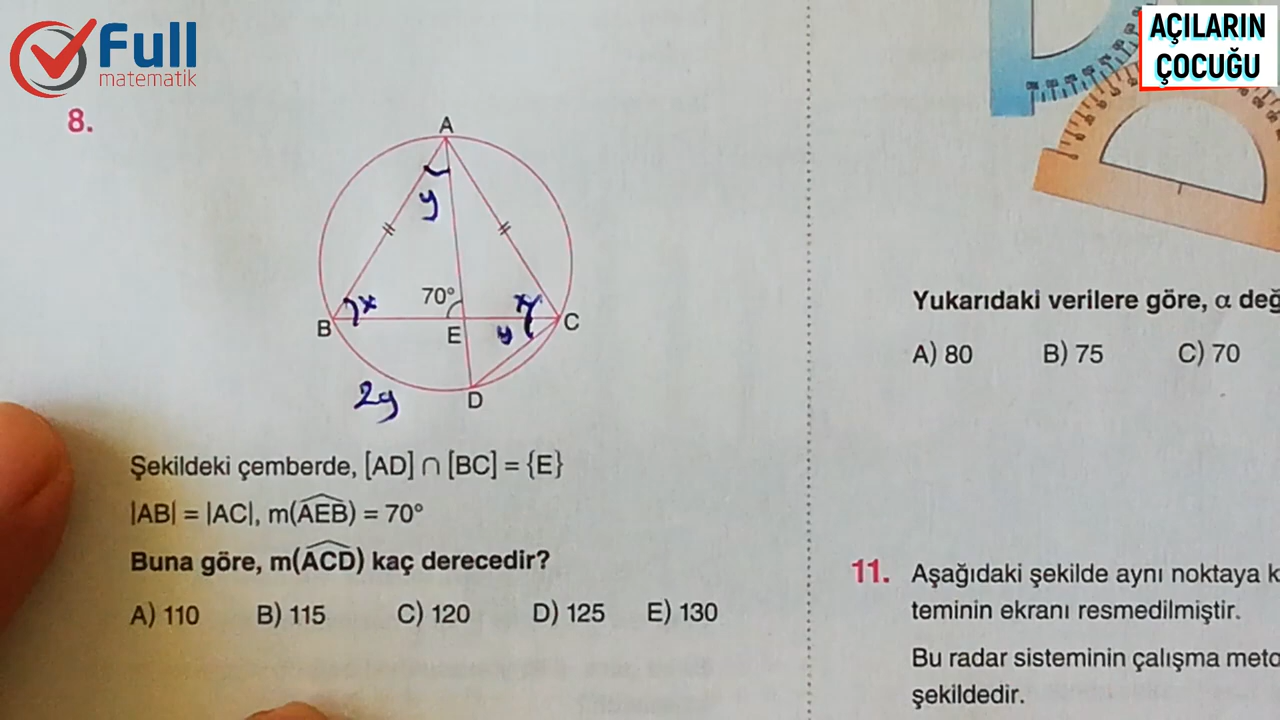 Full
matematik
AÇILARIN
ÇOCUĞU
8.
A
y
70°
x
x
B
E
y
C
2y
D
Şekildeki çemberde, [AD] ∩ [BC] = {E}
|AB| = |AC|, m(AEB) = 70°
Buna göre, m(ACD) kaç derecedir?
A) 110 B) 115 C) 120 D) 125 E) 130
Yukarıdaki verilere göre, α değ
A) 80 B) 75 C) 70
11. Aşağıdaki şekilde aynı noktaya k
teminin ekranı resmedilmiştir.
Bu radar sisteminin çalışma meto
şekildedir.